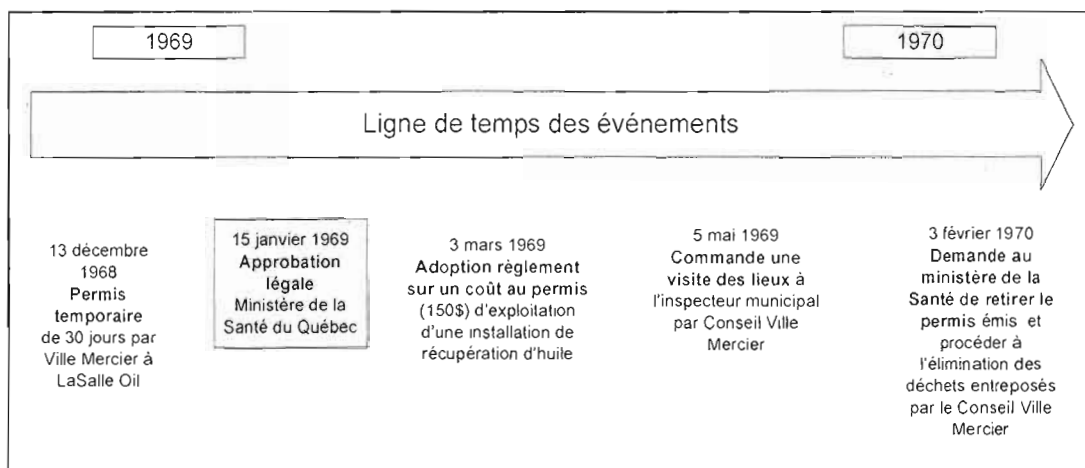 1969
1970
Ligne de temps des événements
13 décembre
1968
Permis
temporaire
de 30 jours par
Ville Mercier à
LaSalle Oil
15 janvier 1969
Approbation
légale
Ministère de la
Santé du Québec
3 mars 1969
Adoption règlement
sur un coût au permis
(150$) d'exploitation
d'une installation de
récupération d'huile
5 mai 1969
Commande une
visite des lieux à
l'inspecteur municipal
par Conseil Ville
Mercier
3 février 1970
Demande au
ministère de la
Santé de retirer le
permis émis et
procéder à
l'élimination des
déchets entreposés
par le Conseil Ville
Mercier